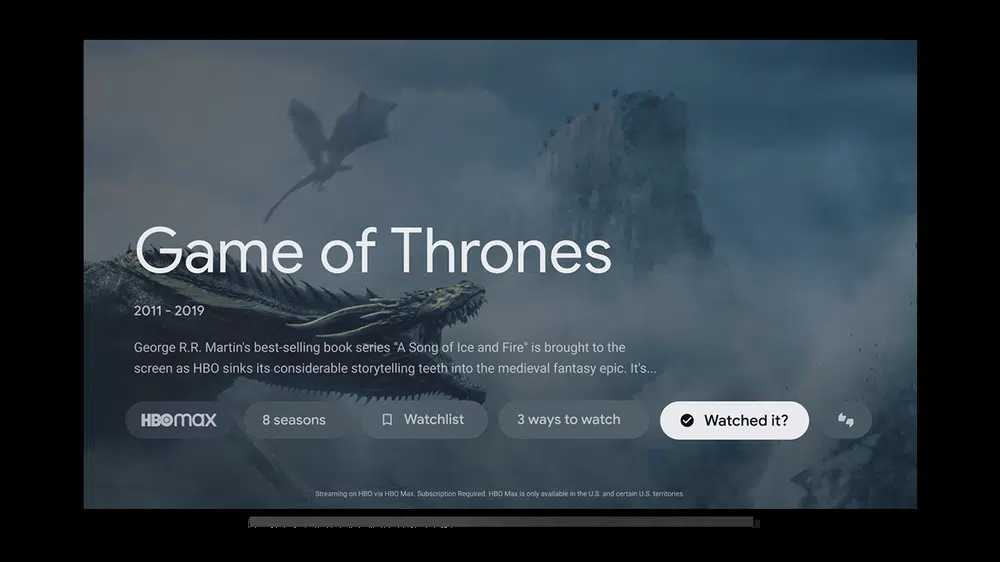 Game of Thrones
2011 - 2019
George R.R. Martin's best-selling book series "A Song of Ice and Fire" is brought to the
screen as HBO sinks its considerable storytelling teeth into the medieval fantasy epic. It's...
HBOmax 8 seasons Watchlist 3 ways to watch Watched it?
Streaming on HBO via HBO Max. Subscription Required. HBO Max is only available in the U.S. and certain U.S. territories.